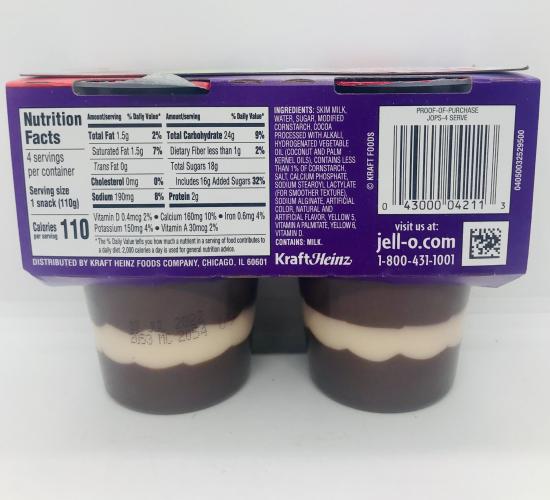 Nutrition Facts
4 servings
per container
Serving size
1 snack (110g)
Calories
per serving
110
Amount/serving % Daily Value*
Total Fat 1.5g 2%
Saturated Fat 1.5g 7%
Trans Fat 0g
Cholesterol 0mg 0%
Sodium 190mg 8%
Amount/serving % Daily Value*
Total Carbohydrate 24g 9%
Dietary Fiber less than 1g 2%
Total Sugars 18g
Includes 16g Added Sugars 32%
Protein 2g
Vitamin D 0.4mcg 2% • Calcium 160mg 10% • Iron 0.6mg 4%
Potassium 150mg 4% • Vitamin A 30mcg 2%
*The % Daily Value tells you how much a nutrient in a serving of food contributes to
a daily diet. 2,000 calories a day is used for general nutrition advice.
DISTRIBUTED BY KRAFT HEINZ FOODS COMPANY, CHICAGO, IL 60601
INGREDIENTS: SKIM MILK,
WATER, SUGAR, MODIFIED
CORNSTARCH, COCOA
PROCESSED WITH ALKALI,
HYDROGENATED VEGETABLE
OIL (COCONUT AND PALM
KERNEL OILS), CONTAINS LESS
THAN 1% OF CORNSTARCH,
SALT, CALCIUM PHOSPHATE,
SODIUM STEAROYL LACTYLATE
(FOR SMOOTHER TEXTURE),
SODIUM ALGINATE, ARTIFICIAL
COLOR, NATURAL AND
ARTIFICIAL FLAVOR, YELLOW 5,
VITAMIN A PALMITATE, YELLOW 6,
VITAMIN D.
CONTAINS: MILK.
KraftHeinz
© KRAFT FOODS
PROOF-OF-PURCHASE
JOPS-4 SERVE
0 43000 04211 3
04050032529500
visit us at:
jell-o.com
1-800-431-1001